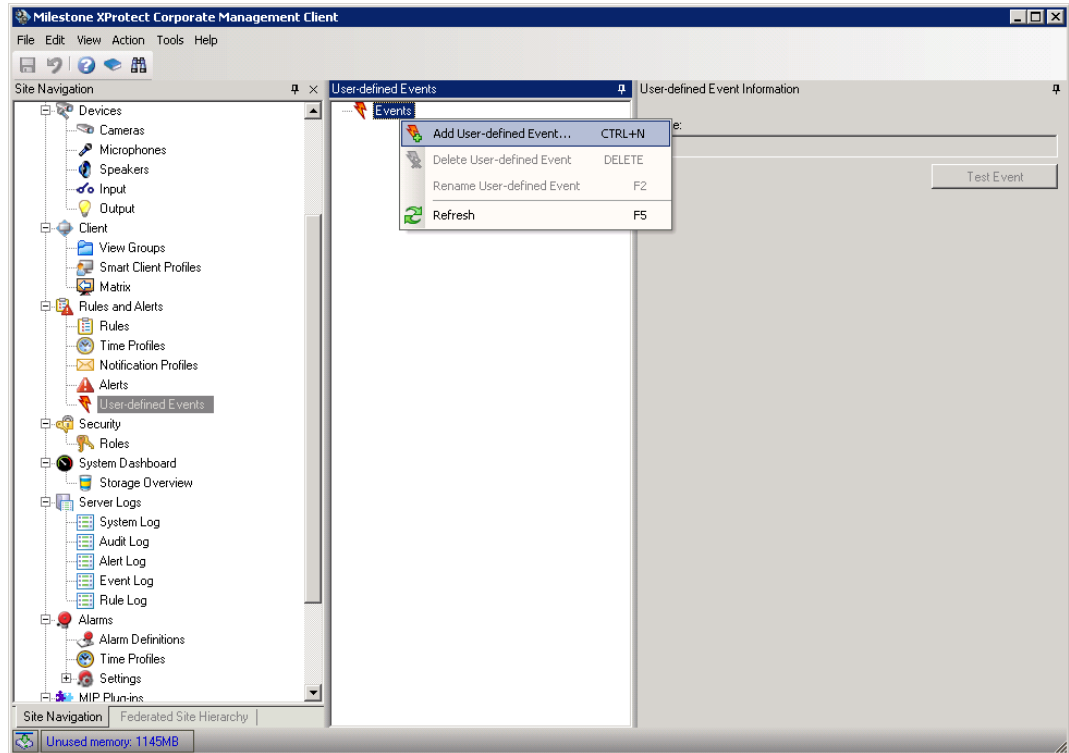 Milestone XProtect Corporate Management Client
File Edit View Action Tools Help
Site Navigation
Devices
Cameras
Microphones
Speakers
Input
Output
Client
View Groups
Smart Client Profiles
Matrix
Rules and Alerts
Rules
Time Profiles
Notification Profiles
Alerts
User-defined Events
Security
Roles
System Dashboard
Storage Overview
Server Logs
System Log
Audit Log
Alert Log
Event Log
Rule Log
Alarms
Alarm Definitions
Time Profiles
Settings
MIP Plug-ins
Site Navigation Federated Site Hierarchy
User-defined Events
Events
Add User-defined Event... CTRL+N
Delete User-defined Event DELETE
Rename User-defined Event F2
Refresh F5
User-defined Event Information
e:
Test Event
Unused memory: 1145MB